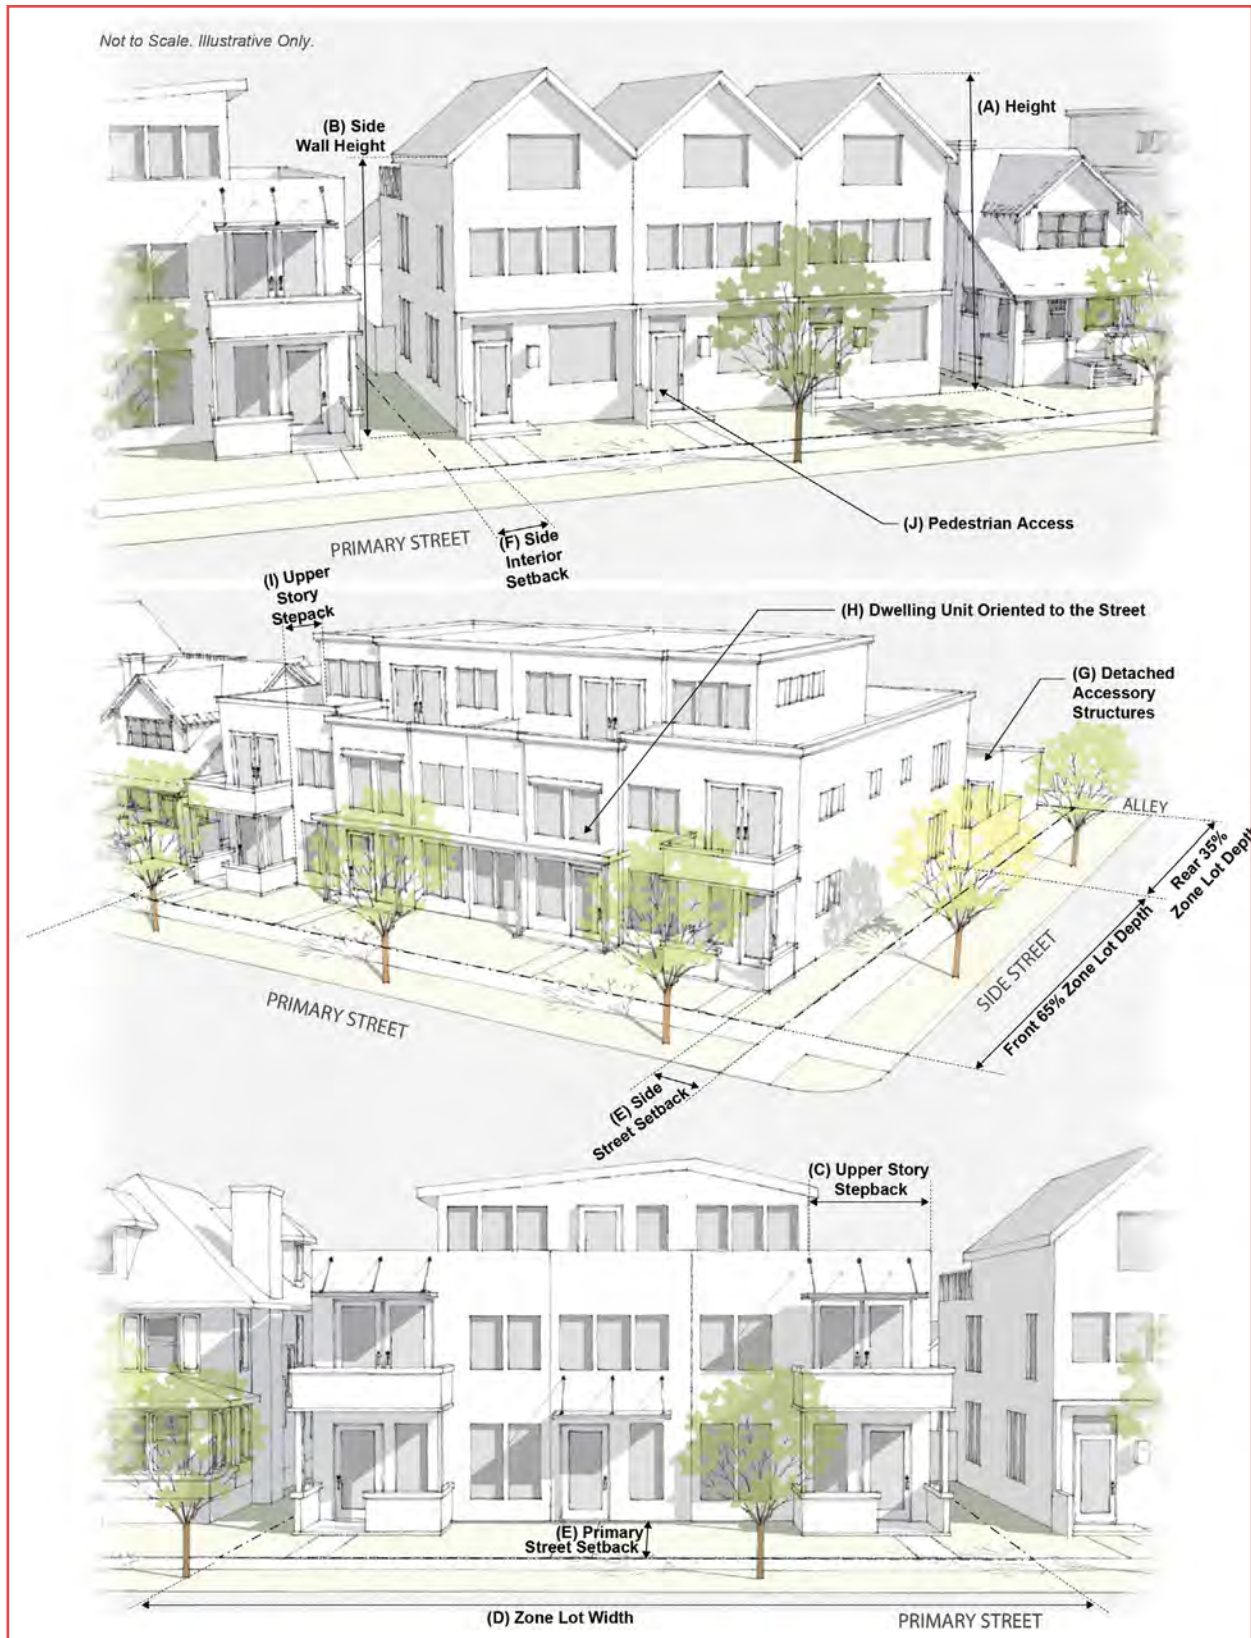 Not to Scale. Illustrative Only.
(A) Height
(B) Side
Wall Height
(J) Pedestrian Access
PRIMARY STREET
(F) Side
Interior
Setback
(I) Upper
Story
Stepack
(H) Dwelling Unit Oriented to the Street
(G) Detached
Accessory
Structures
ALLEY
Rear 35%
Zone Lot Depth
SIDE STREET
Front 65% Zone Lot Depth
PRIMARY STREET
(E) Side
Street Setback
(C) Upper Story
Stepback
(E) Primary
Street Setback
(D) Zone Lot Width
PRIMARY STREET